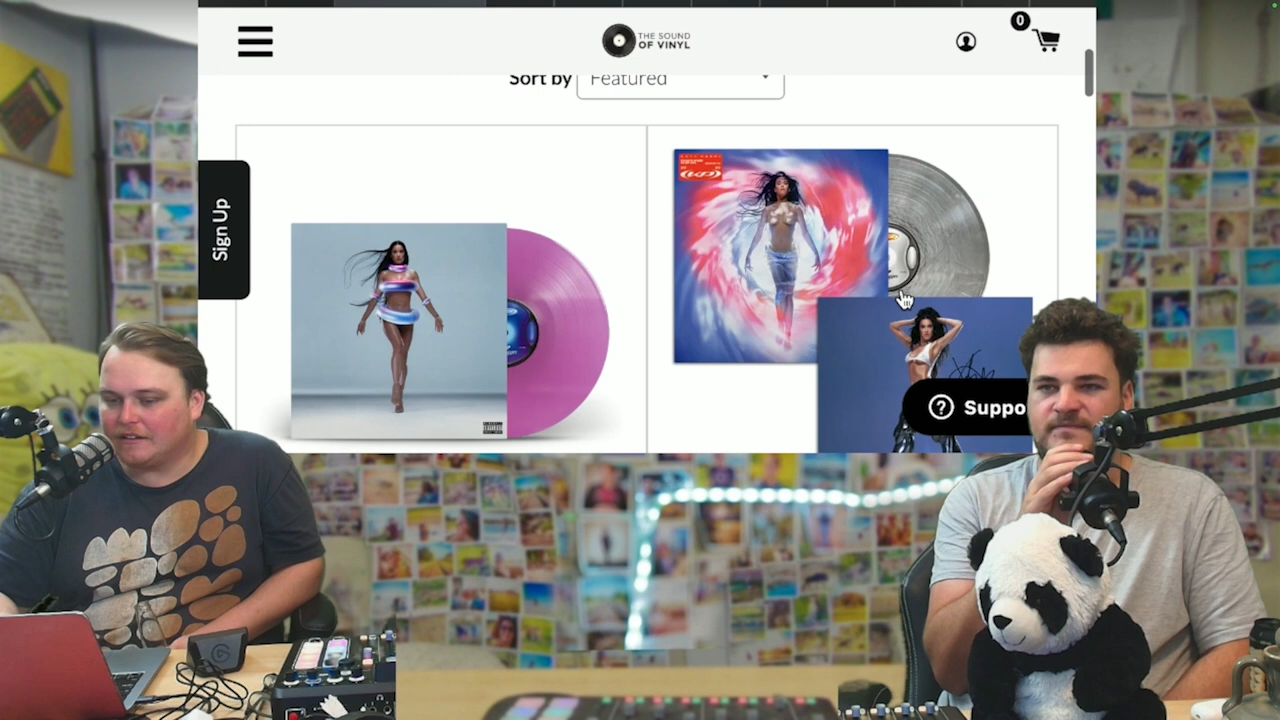 THE SOUND
OF VINYL
0
Sort by
Featured
Sign Up
Suppo